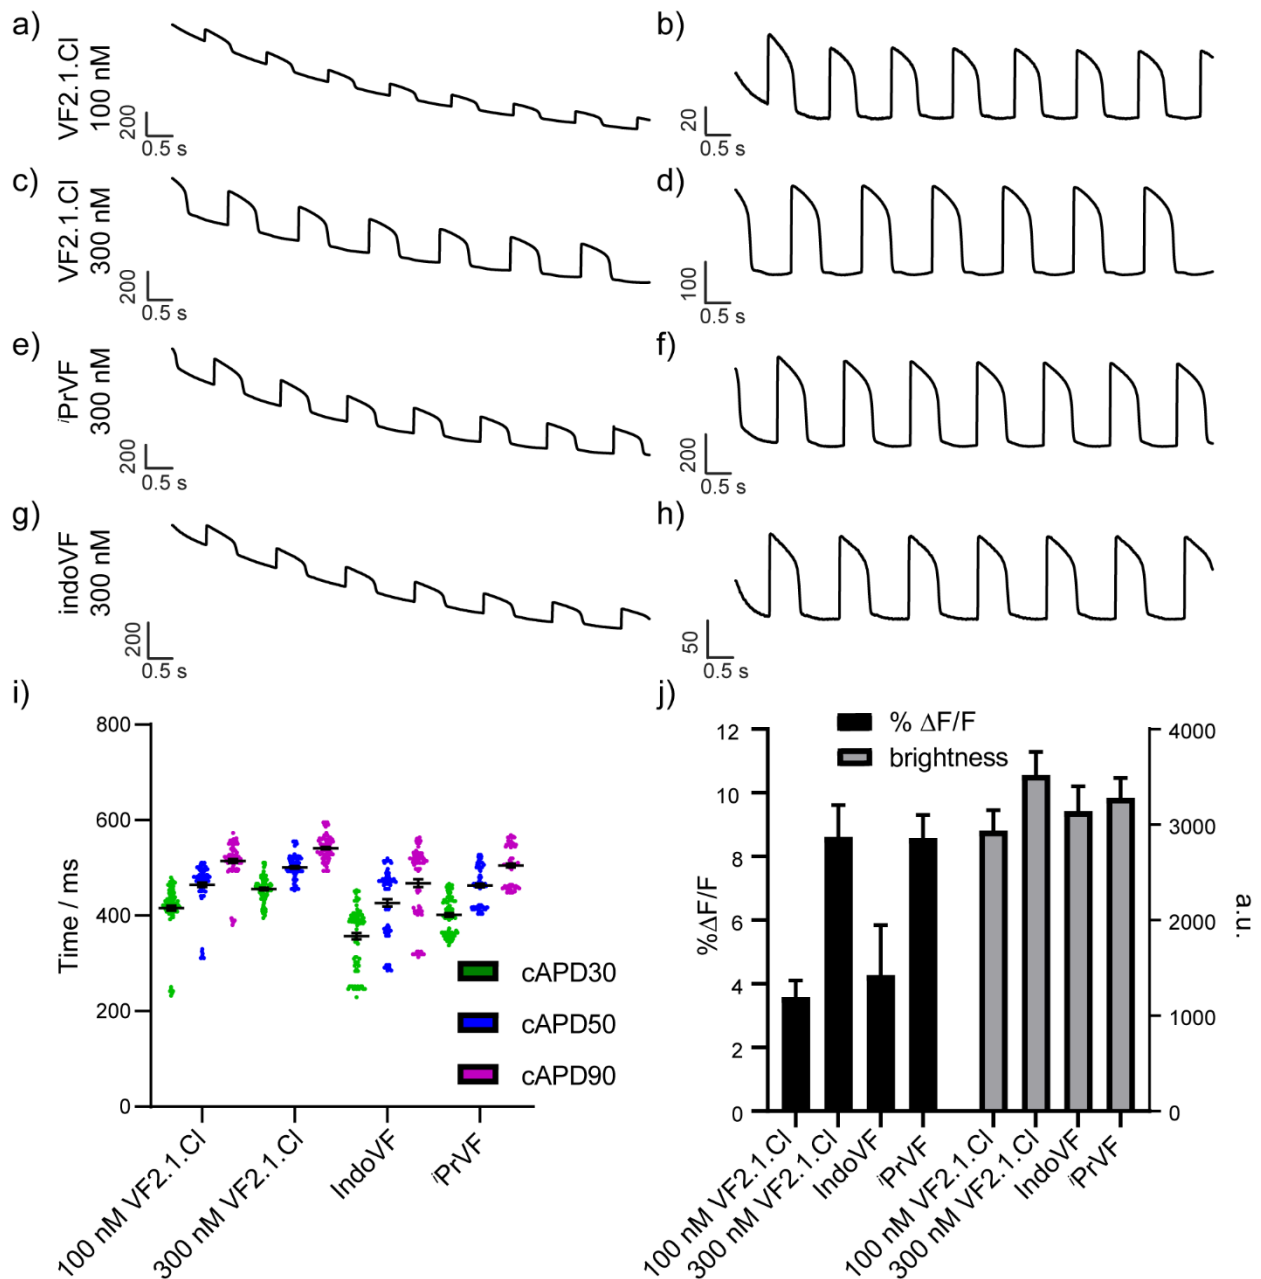 a)
VF2.1.Cl
100 nM
200
0.5 s
b)
20
0.5 s
c)
VF2.1.Cl
300 nM
200
0.5 s
d)
100
0.5 s
e)
iPrVF
300 nM
200
0.5 s
f)
200
0.5 s
g)
indoVF
300 nM
200
0.5 s
h)
50
0.5 s
i)
Time / ms
800
600
400
200
0
cAPD30
cAPD50
cAPD90
100 nM VF2.1.Cl
300 nM VF2.1.Cl
IndoVF
iPrVF
j)
% ΔF/F
brightness
%ΔF/F
12
10
8
6
4
2
0
4000
3000
2000
1000
0
a.u.
100 nM VF2.1.Cl
300 nM VF2.1.Cl
IndoVF
iPrVF
100 nM VF2.1.Cl
300 nM VF2.1.Cl
IndoVF
iPrVF